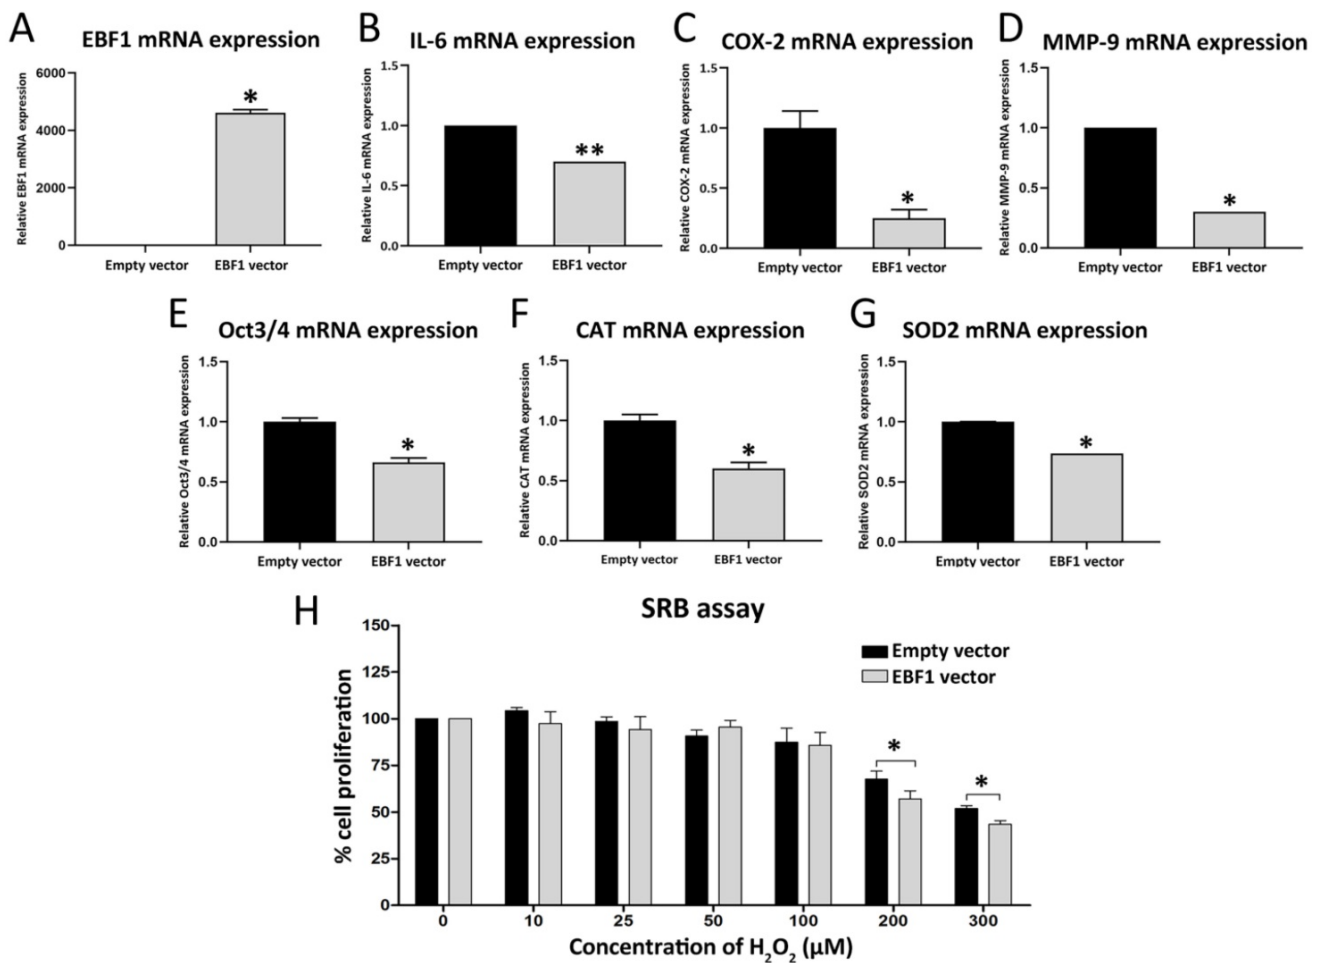 A EBF1 mRNA expression
Relative EBF1 mRNA expression
6000
4000
2000
0
*
Empty vector EBF1 vector
B IL-6 mRNA expression
Relative IL-6 mRNA expression
1.5
1.0
0.5
0.0
**
Empty vector EBF1 vector
C COX-2 mRNA expression
Relative COX-2 mRNA expression
1.5
1.0
0.5
0.0
*
Empty vector EBF1 vector
D MMP-9 mRNA expression
Relative MMP-9 mRNA expression
1.5
1.0
0.5
0.0
*
Empty vector EBF1 vector
E Oct3/4 mRNA expression
Relative Oct3/4 mRNA expression
1.5
1.0
0.5
0.0
*
Empty vector EBF1 vector
F CAT mRNA expression
Relative CAT mRNA expression
1.5
1.0
0.5
0.0
*
Empty vector EBF1 vector
G SOD2 mRNA expression
Relative SOD2 mRNA expression
1.5
1.0
0.5
0.0
*
Empty vector EBF1 vector
H SRB assay
% cell proliferation
150
125
100
75
50
25
0
Empty vector
EBF1 vector
*
*
0 10 25 50 100 200 300
Concentration of H₂O₂ (µM)